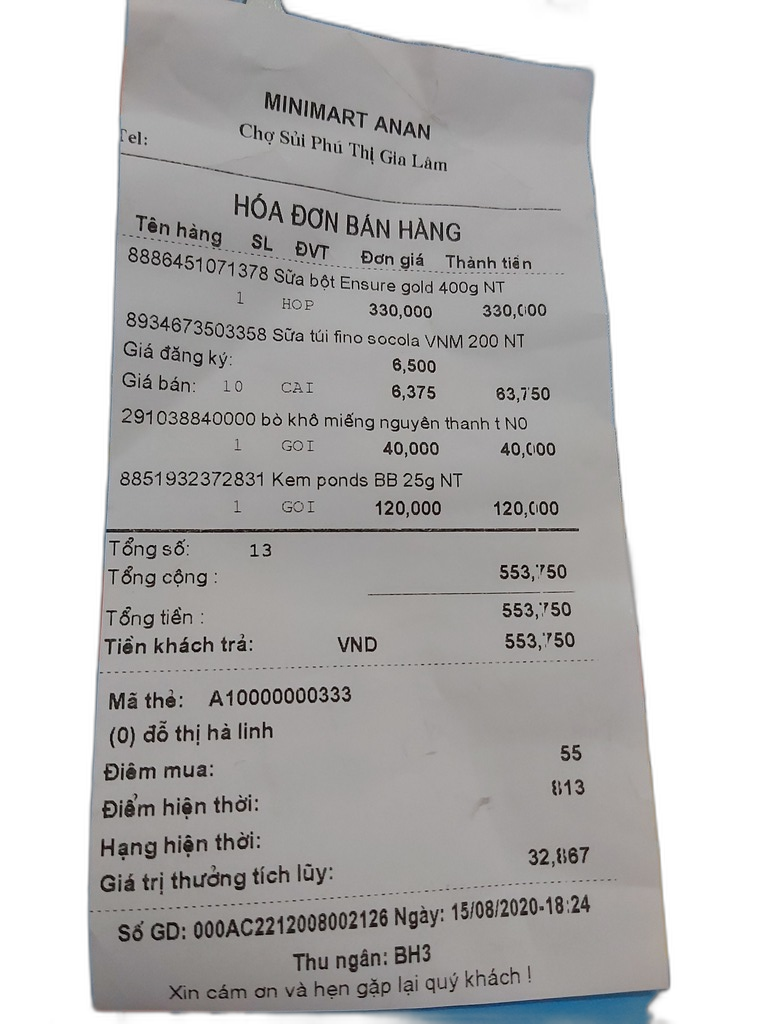 MINIMART ANAN
Tel: Chợ Sủi Phú Thị Gia Lâm
HÓA ĐƠN BÁN HÀNG
Tên hàng SL ĐVT Đơn giá Thành tiền
8886451071378 Sữa bột Ensure gold 400g NT
1 HOP 330,000 330,000
8934673503358 Sữa túi fino socola VNM 200 NT
Giá đăng ký: 6,500
Giá bán: 10 CAI 6,375 63,750
291038840000 bò khô miếng nguyên thanh t N0
1 GOI 40,000 40,000
8851932372831 Kem ponds BB 25g NT
1 GOI 120,000 120,000
Tổng số: 13
Tổng cộng : 553,750
Tổng tiền : 553,750
Tiền khách trả: VND 553,750
Mã thẻ: A10000000333
(0) đỗ thị hà linh
Điểm mua: 55
Điểm hiện thời: 813
Hạng hiện thời:
Giá trị thưởng tích lũy: 32,867
Số GD: 000AC2212008002126 Ngày: 15/08/2020-18:24
Thu ngân: BH3
Xin cám ơn và hẹn gặp lại quý khách !